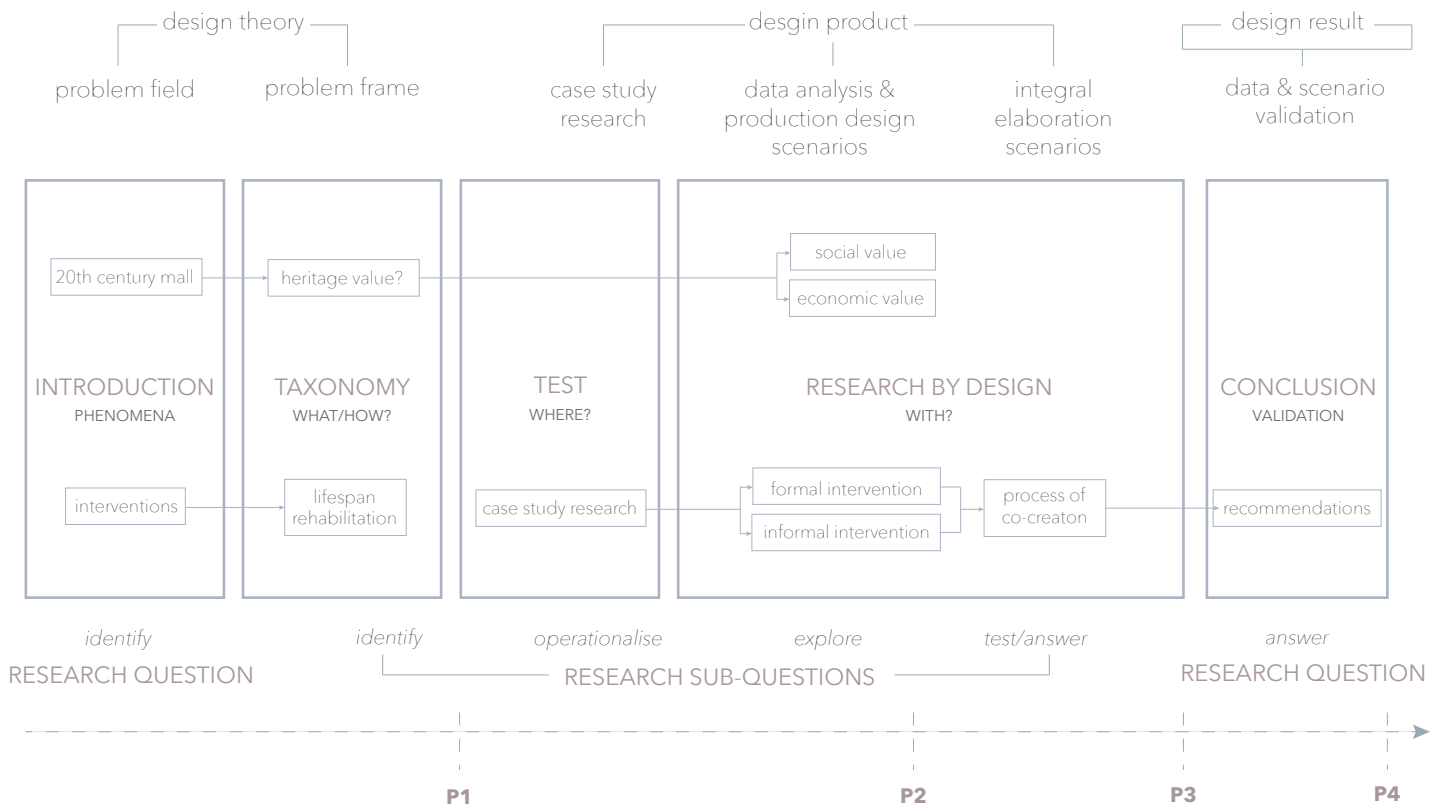 design theory
desgin product
design result
problem field
problem frame
case study
research
data analysis &
production design
scenarios
integral
elaboration
scenarios
data & scenario
validation
20th century mall
heritage value?
social value
economic value
INTRODUCTION
PHENOMENA
TAXONOMY
WHAT/HOW?
TEST
WHERE?
RESEARCH BY DESIGN
WITH?
CONCLUSION
VALIDATION
interventions
lifespan
rehabilitation
case study research
formal intervention
informal intervention
process of
co-creaton
recommendations
identify
identify
operationalise
explore
test/answer
answer
RESEARCH QUESTION
RESEARCH SUB-QUESTIONS
RESEARCH QUESTION
P1
P2
P3
P4